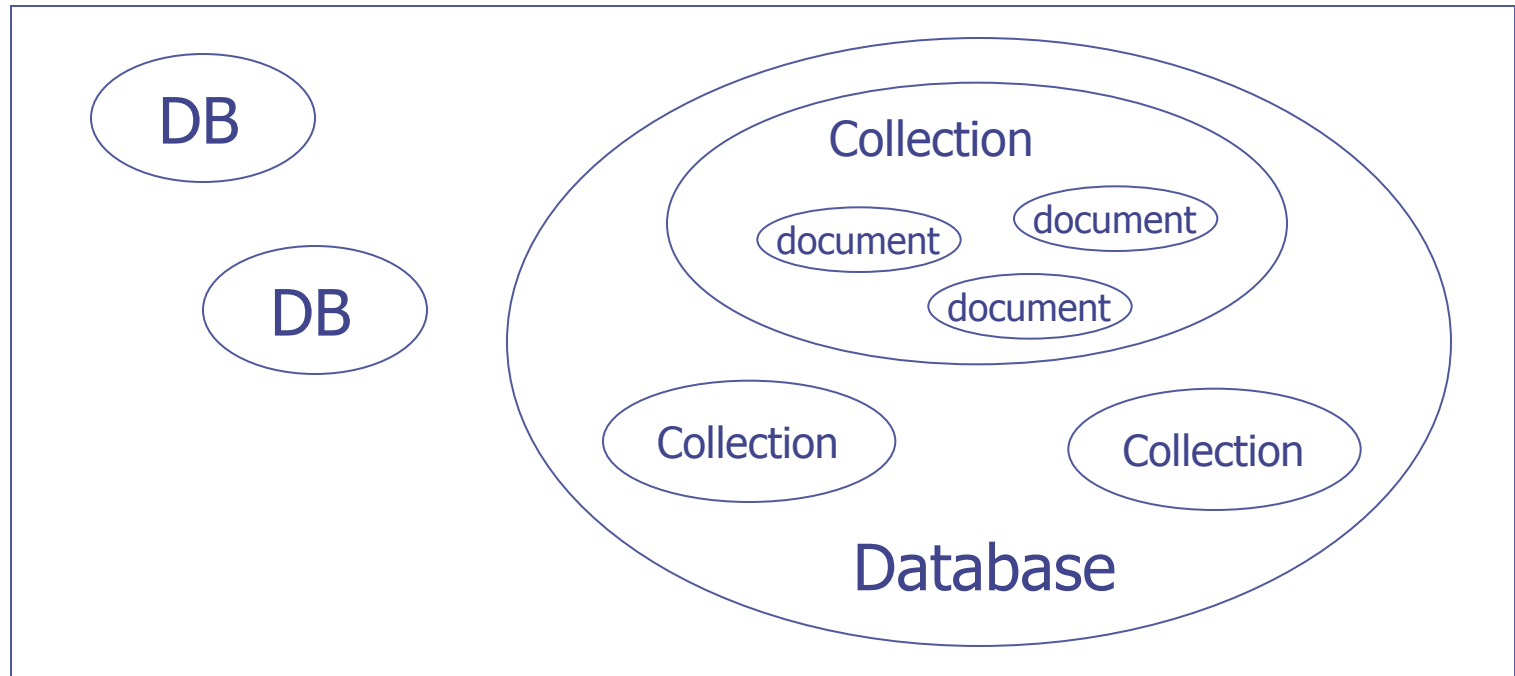 DB
DB
Collection
document
document
document
Collection
Collection
Database